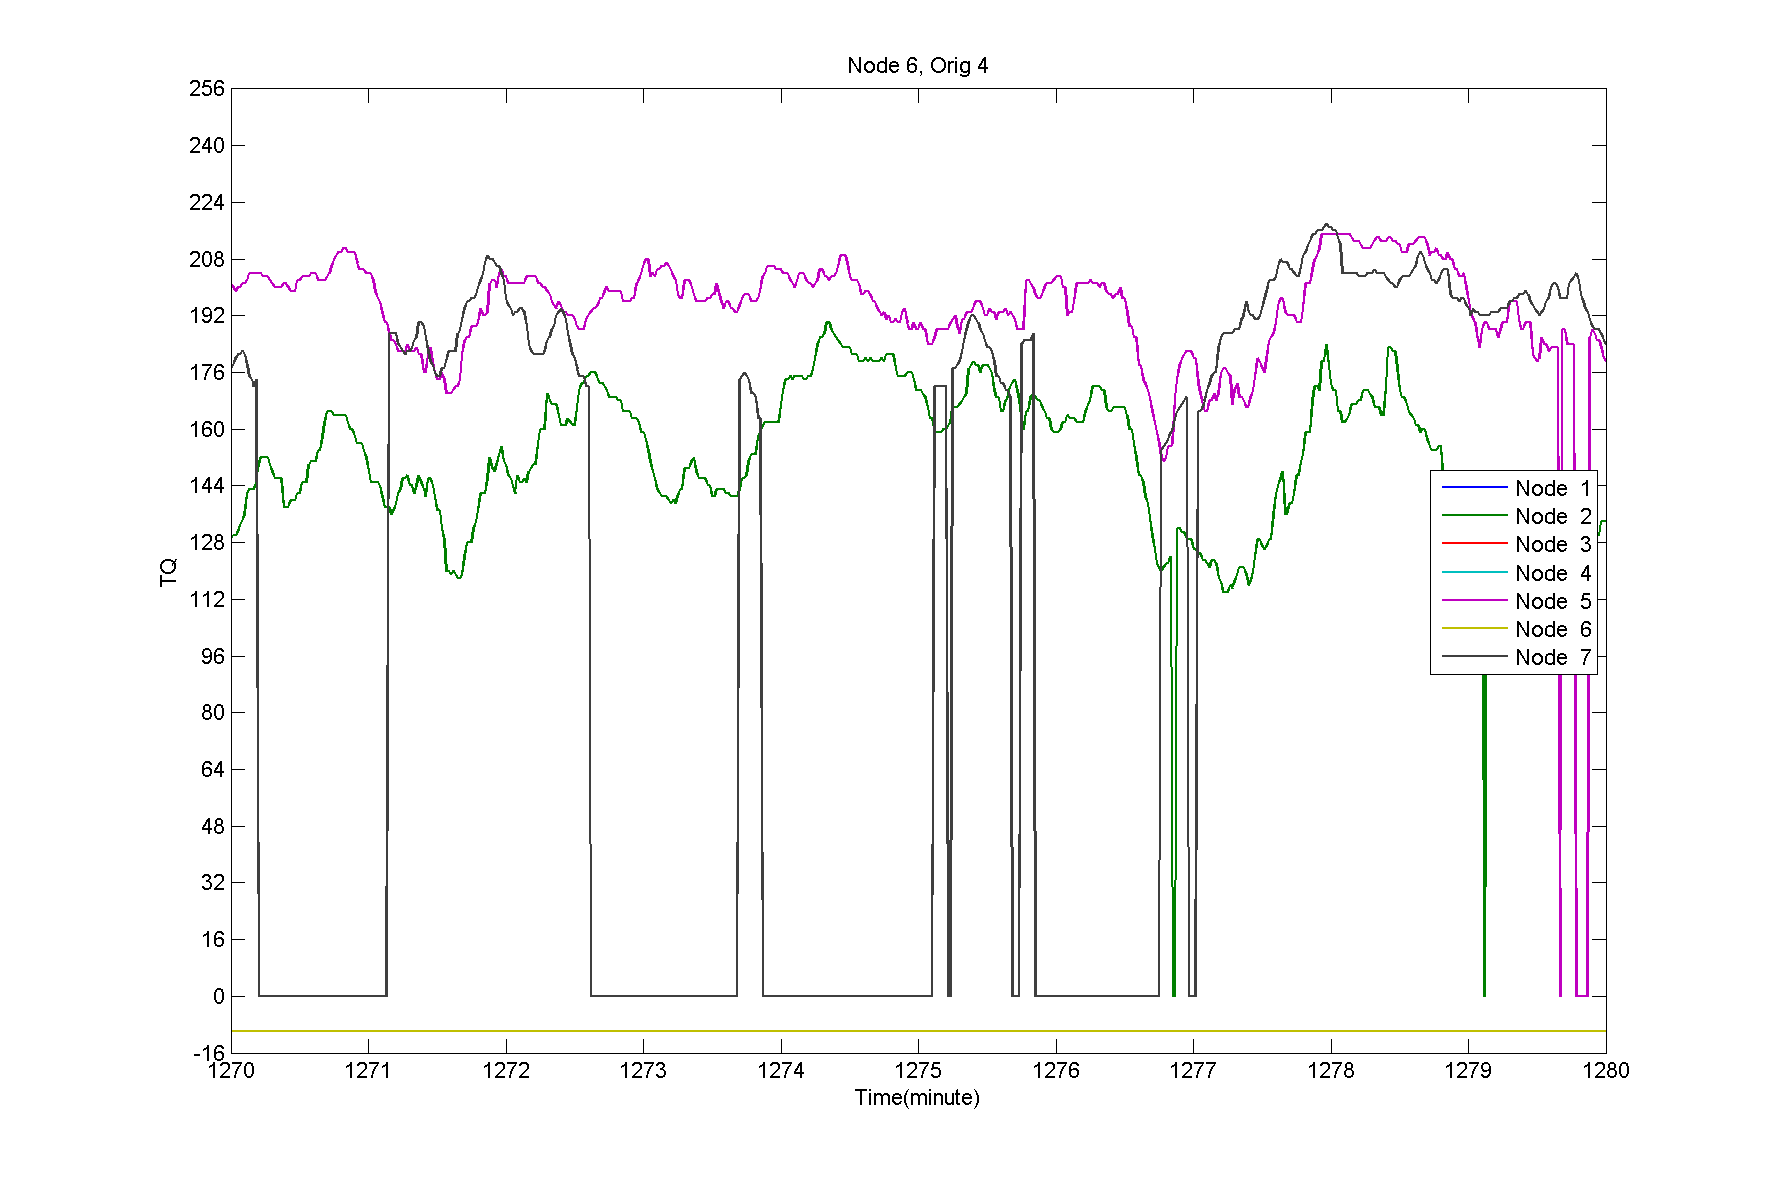 Node 6, Orig 4
256
240
224
208
192
176
160
144
128
112
96
80
64
48
32
16
0
-16
TQ
Node 1
Node 2
Node 3
Node 4
Node 5
Node 6
Node 7
1270 1271 1272 1273 1274 1275 1276 1277 1278 1279 1280
Time(minute)